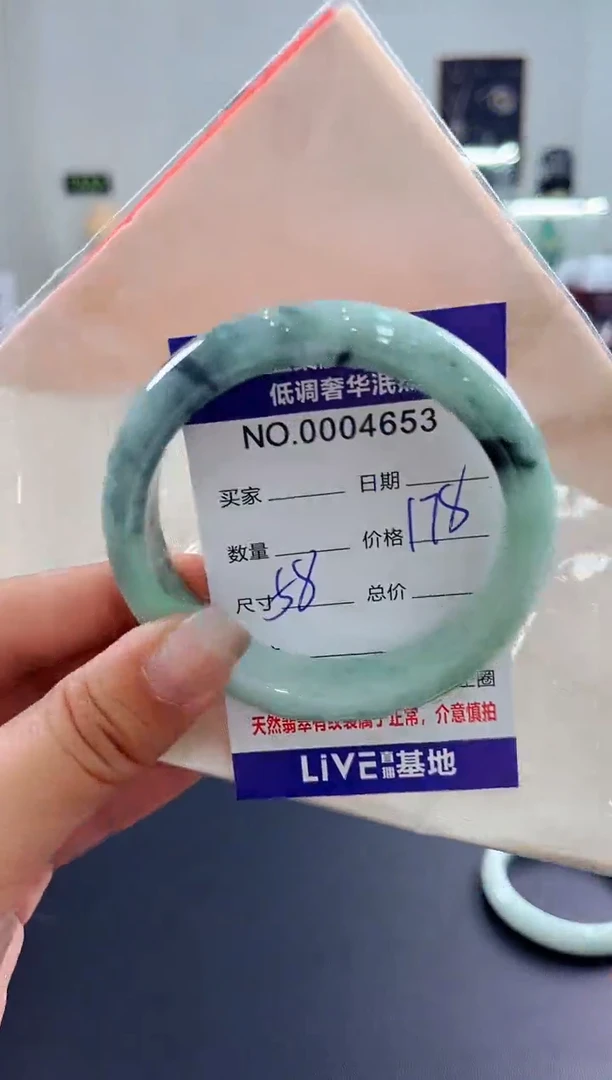 低调奢华泯
NO.0004653
买家 日期
数量 价格 178
尺寸 58 总价
圈
天然翡翠有纹裂属于正常，介意慎拍
LiVE直播基地